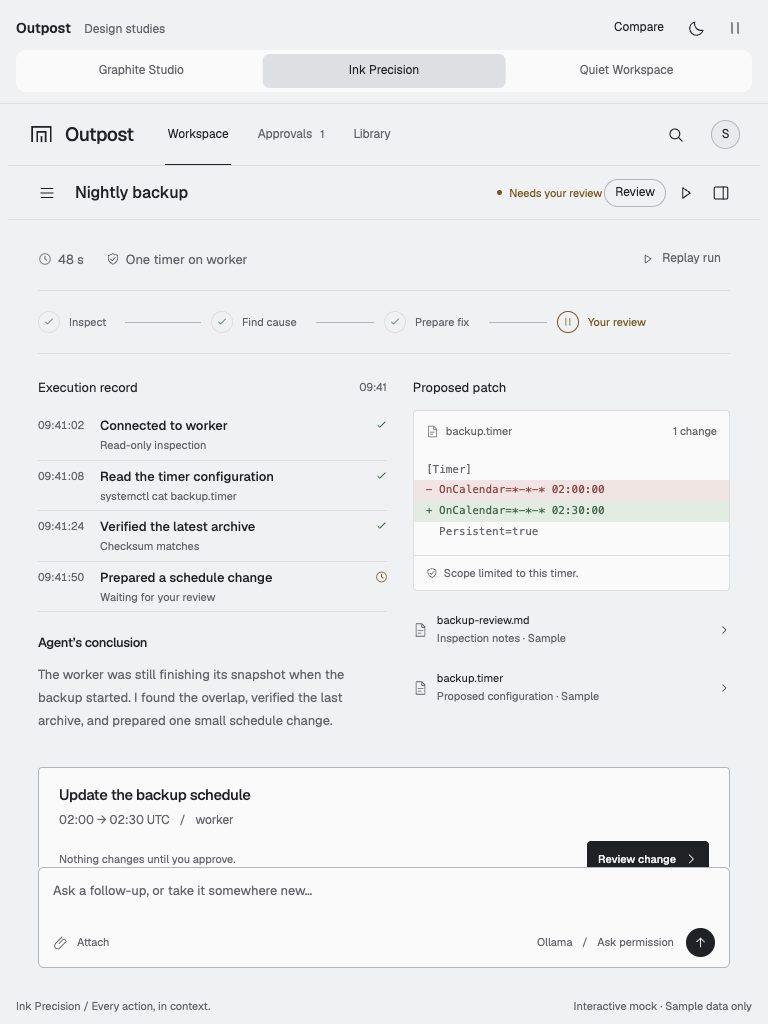 Outpost Design studies Compare
Graphite Studio Ink Precision Quiet Workspace
Outpost Workspace Approvals 1 Library S
Nightly backup Needs your review Review
48 s One timer on worker Replay run
Inspect Find cause Prepare fix Your review
Execution record 09:41
09:41:02 Connected to worker
Read-only inspection
09:41:08 Read the timer configuration
systemctl cat backup.timer
09:41:24 Verified the latest archive
Checksum matches
09:41:50 Prepared a schedule change
Waiting for your review
Agent’s conclusion
The worker was still finishing its snapshot when the
backup started. I found the overlap, verified the last
archive, and prepared one small schedule change.
Proposed patch
backup.timer 1 change
[Timer]
− OnCalendar=*-*-* 02:00:00
+ OnCalendar=*-*-* 02:30:00
Persistent=true
Scope limited to this timer.
backup-review.md
Inspection notes · Sample
backup.timer
Proposed configuration · Sample
Update the backup schedule
02:00 → 02:30 UTC / worker
Nothing changes until you approve. Review change
Ask a follow-up, or take it somewhere new…
Attach Ollama / Ask permission
Ink Precision / Every action, in context. Interactive mock · Sample data only